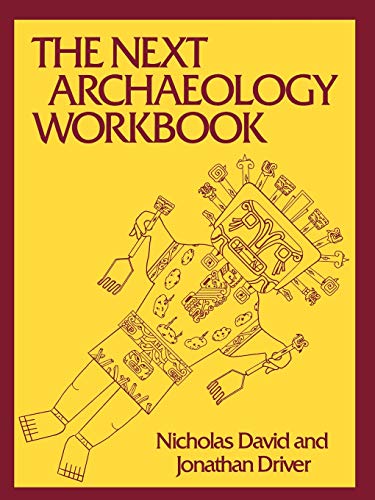 THE NEXT
ARCHAEOLOGY
WORKBOOK
Nicholas David and
Jonathan Driver